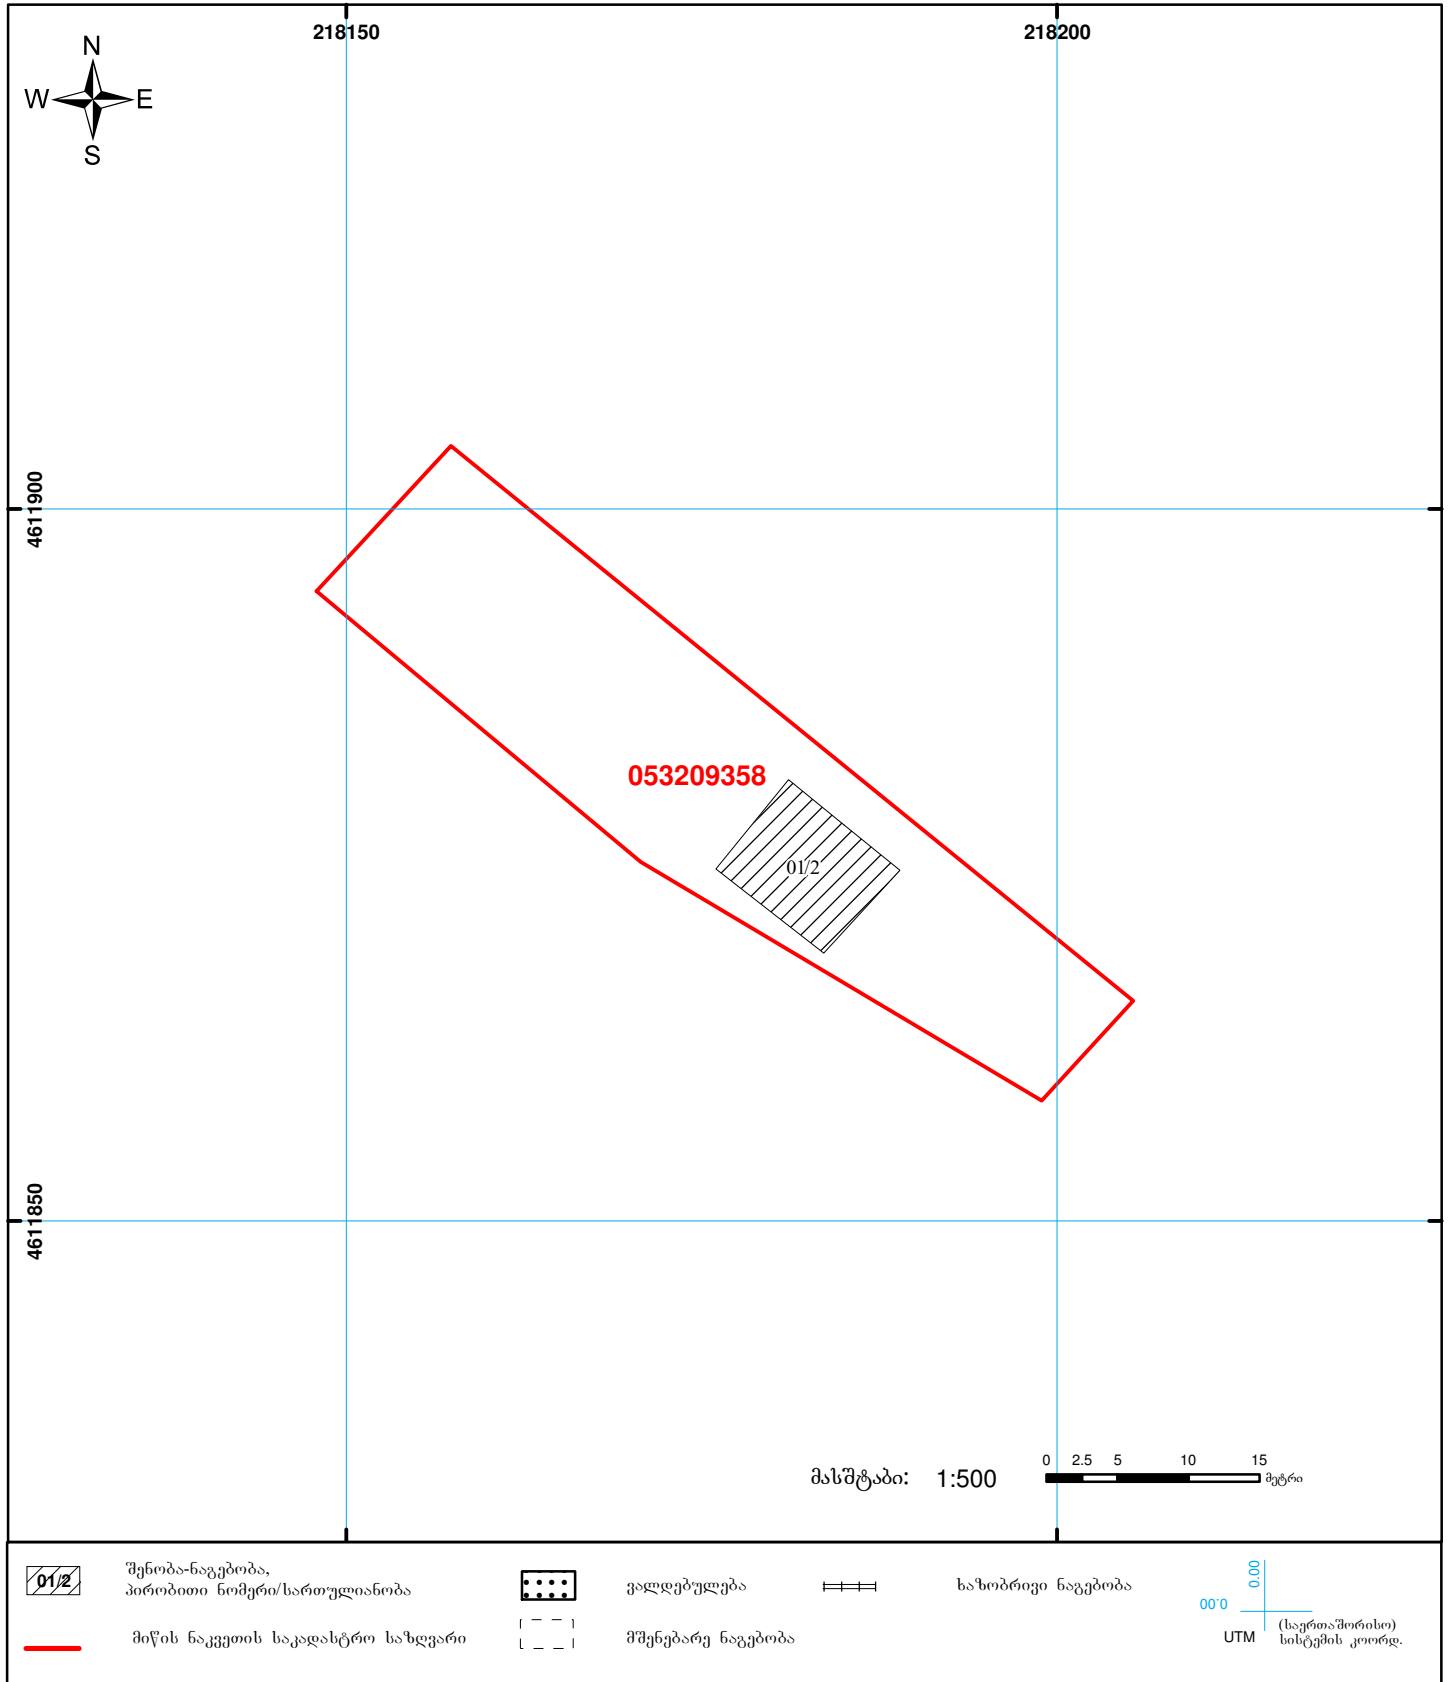 218150
218200
N
W
E
S
4611900
053209358
01/2
4611850
მასშტაბი:
1:500
0
2.5
5
10
15
მეტრი
01/2
შენობა-ნაგებობა,
პირობითი ნომერი/სართულიანობა
ვალდებულება
ხაზობრივი ნაგებობა
0.00
00.0
მიწის ნაკვეთის საკადასტრო საზღვარი
მშენებარე ნაგებობა
UTM
(საერთაშორისო)
სისტემის კოორდ.